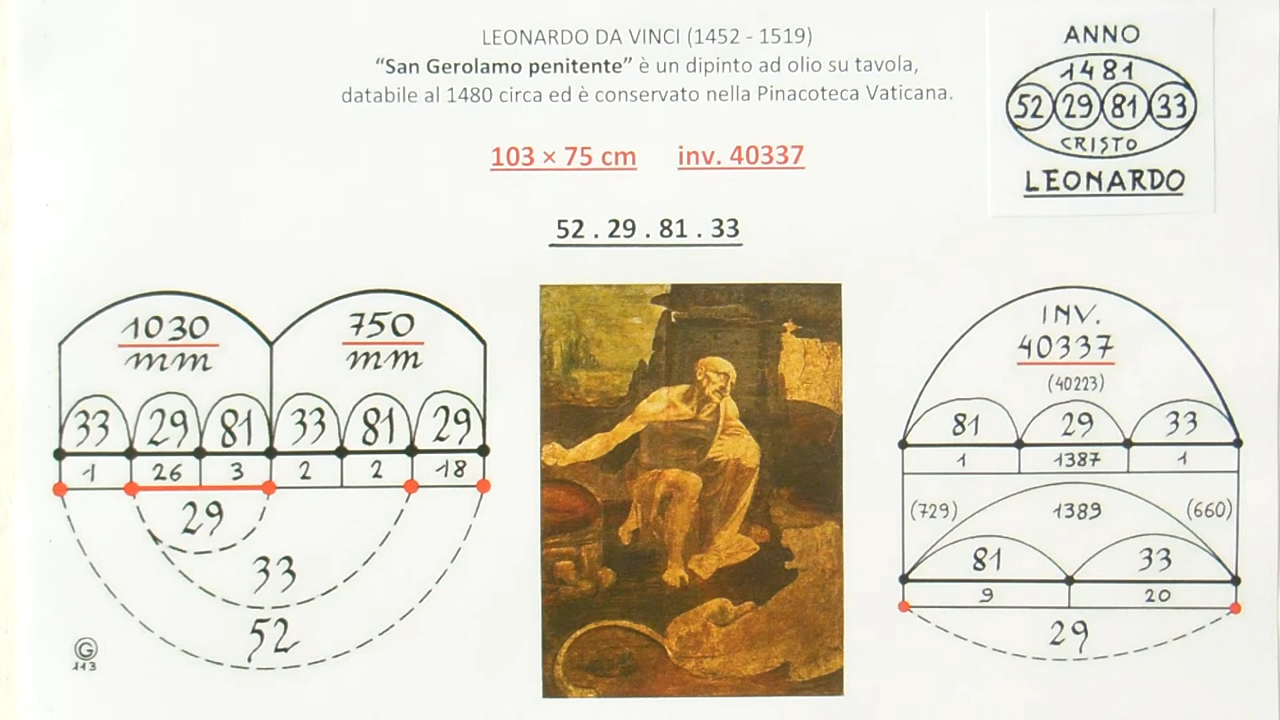 LEONARDO DA VINCI (1452 - 1519)
“San Gerolamo penitente” è un dipinto ad olio su tavola,
databile al 1480 circa ed è conservato nella Pinacoteca Vaticana.
103 × 75 cm inv. 40337
52 . 29 . 81 . 33
ANNO
1481
52 29 81 33
CRISTO
LEONARDO
1030 750
mm mm
33 29 81 33 81 29
1 26 3 2 2 18
29
33
52
G
113
INV.
40337
(40223)
81 29 33
1 1387 1
(729) 1389 (660)
81 33
9 20
29